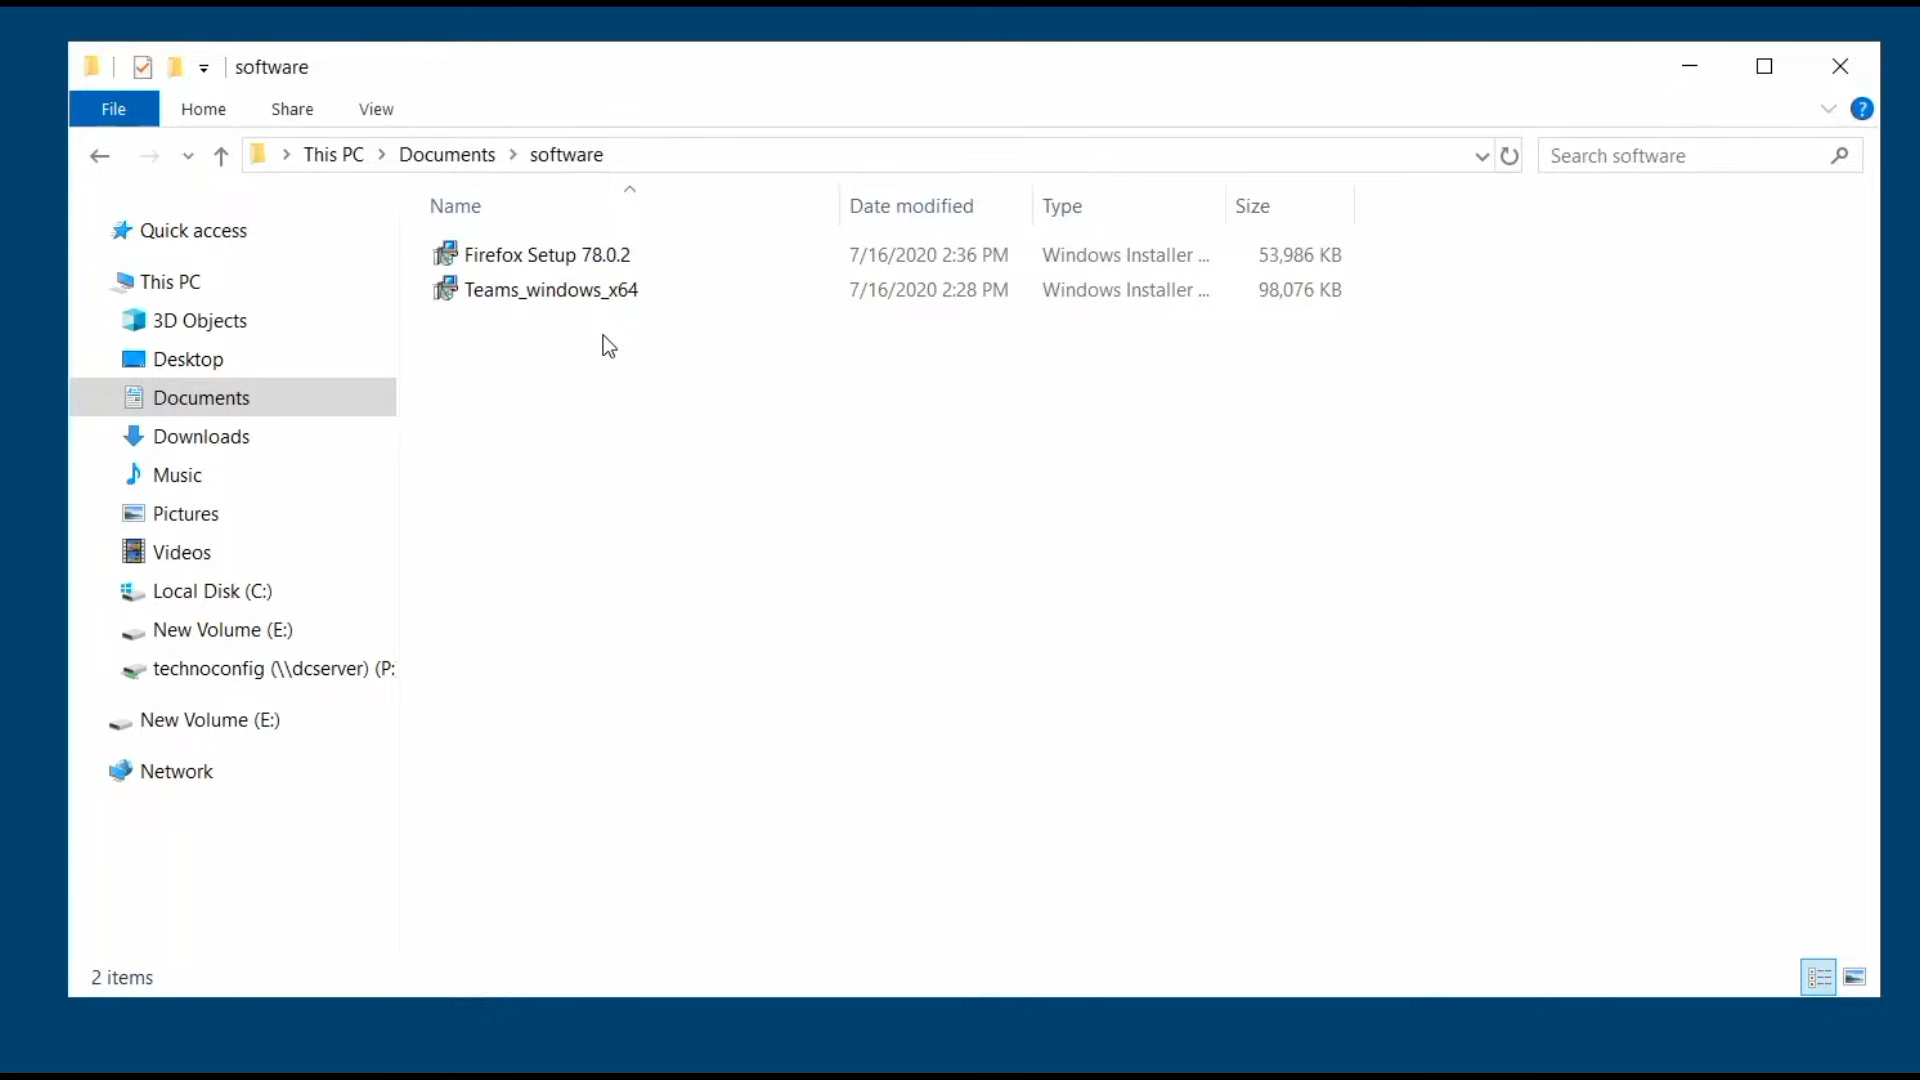 software
File Home Share View
?
This PC Documents software
Search software
Name Date modified Type Size
Firefox Setup 78.0.2 7/16/2020 2:36 PM Windows Installer ... 53,986 KB
Teams_windows_x64 7/16/2020 2:28 PM Windows Installer ... 98,076 KB
Quick access
This PC
3D Objects
Desktop
Documents
Downloads
Music
Pictures
Videos
Local Disk (C:)
New Volume (E:)
technoconfig (\\dcserver) (P:
New Volume (E:)
Network
2 items